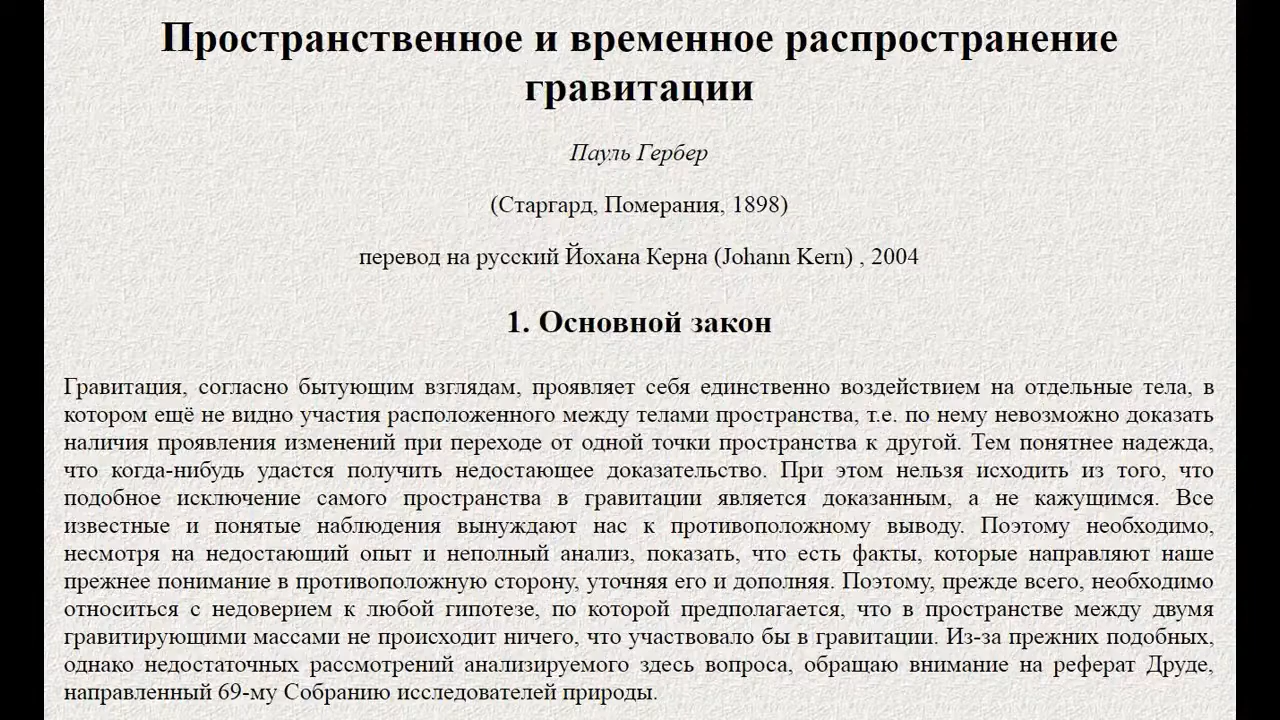 Пространственное и временное распространение
гравитации
Пауль Гербер
(Старгард, Померания, 1898)
перевод на русский Йохана Керна (Johann Kern) , 2004
1. Основной закон
Гравитация, согласно бытующим взглядам, проявляет себя единственно воздействием на отдельные тела, в
котором ещё не видно участия расположенного между телами пространства, т.е. по нему невозможно доказать
наличия проявления изменений при переходе от одной точки пространства к другой. Тем понятнее надежда,
что когда-нибудь удастся получить недостающее доказательство. При этом нельзя исходить из того, что
подобное исключение самого пространства в гравитации является доказанным, а не кажущимся. Все
известные и понятые наблюдения вынуждают нас к противоположному выводу. Поэтому необходимо,
несмотря на недостающий опыт и неполный анализ, показать, что есть факты, которые направляют наше
прежнее понимание в противоположную сторону, уточняя его и дополняя. Поэтому, прежде всего, необходимо
относиться с недоверием к любой гипотезе, по которой предполагается, что в пространстве между двумя
гравитирующими массами не происходит ничего, что участвовало бы в гравитации. Из-за прежних подобных,
однако недостаточных рассмотрений анализируемого здесь вопроса, обращаю внимание на реферат Друде,
направленный 69-му Собранию исследователей природы.